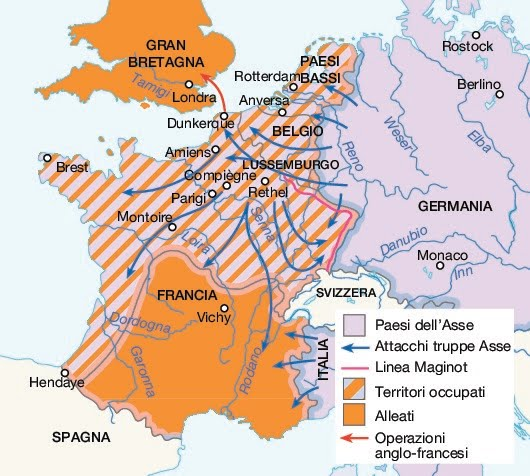 GRAN
BRETAGNA
Tamigi
Londra
PAESI
BASSI
Rotterdam
Anversa
Dunkerque
BELGIO
Rostock
Berlino
Weser
Elba
Reno
Brest
Amiens
LUSSEMBURGO
Compiègne
Rethel
Parigi
Montoire
Senna
Loira
GERMANIA
Danubio
Monaco
Inn
SVIZZERA
FRANCIA
Vichy
Dordogna
Garonna
Rodano
ITALIA
Hendaye
SPAGNA
Paesi dell'Asse
Attacchi truppe Asse
Linea Maginot
Territori occupati
Alleati
Operazioni
anglo-francesi